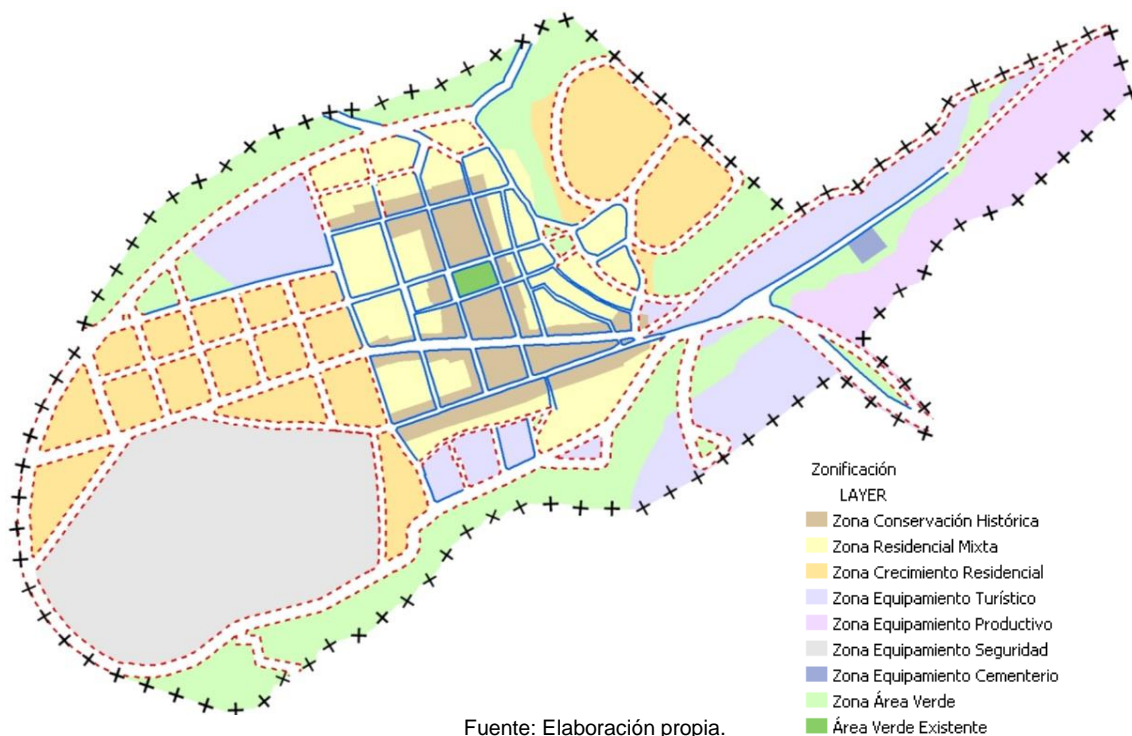 Zonificación
LAYER
Zona Conservación Histórica
Zona Residencial Mixta
Zona Crecimiento Residencial
Zona Equipamiento Turístico
Zona Equipamiento Productivo
Zona Equipamiento Seguridad
Zona Equipamiento Cementerio
Zona Área Verde
Área Verde Existente
Fuente: Elaboración propia.